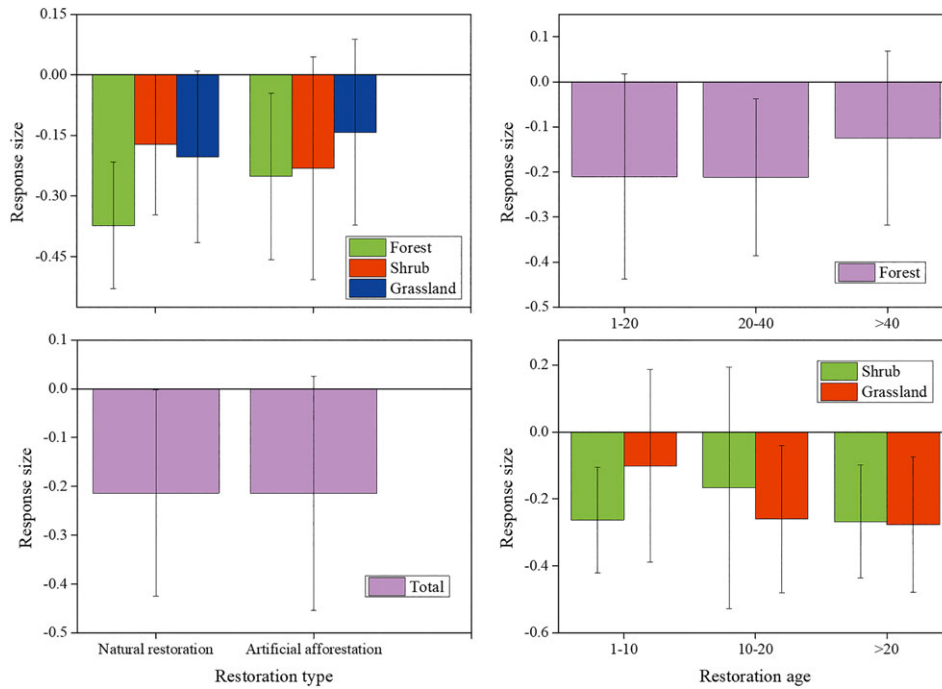 0.15
0.00
-0.15
-0.30
-0.45
Response size
Forest
Shrub
Grassland
0.1
0.0
-0.1
-0.2
-0.3
-0.4
-0.5
Response size
Forest
1-20
20-40
>40
0.1
0.0
-0.1
-0.2
-0.3
-0.4
-0.5
Response size
Total
Natural restoration
Artificial afforestation
Restoration type
0.2
0.0
-0.2
-0.4
-0.6
Response size
Shrub
Grassland
1-10
10-20
>20
Restoration age